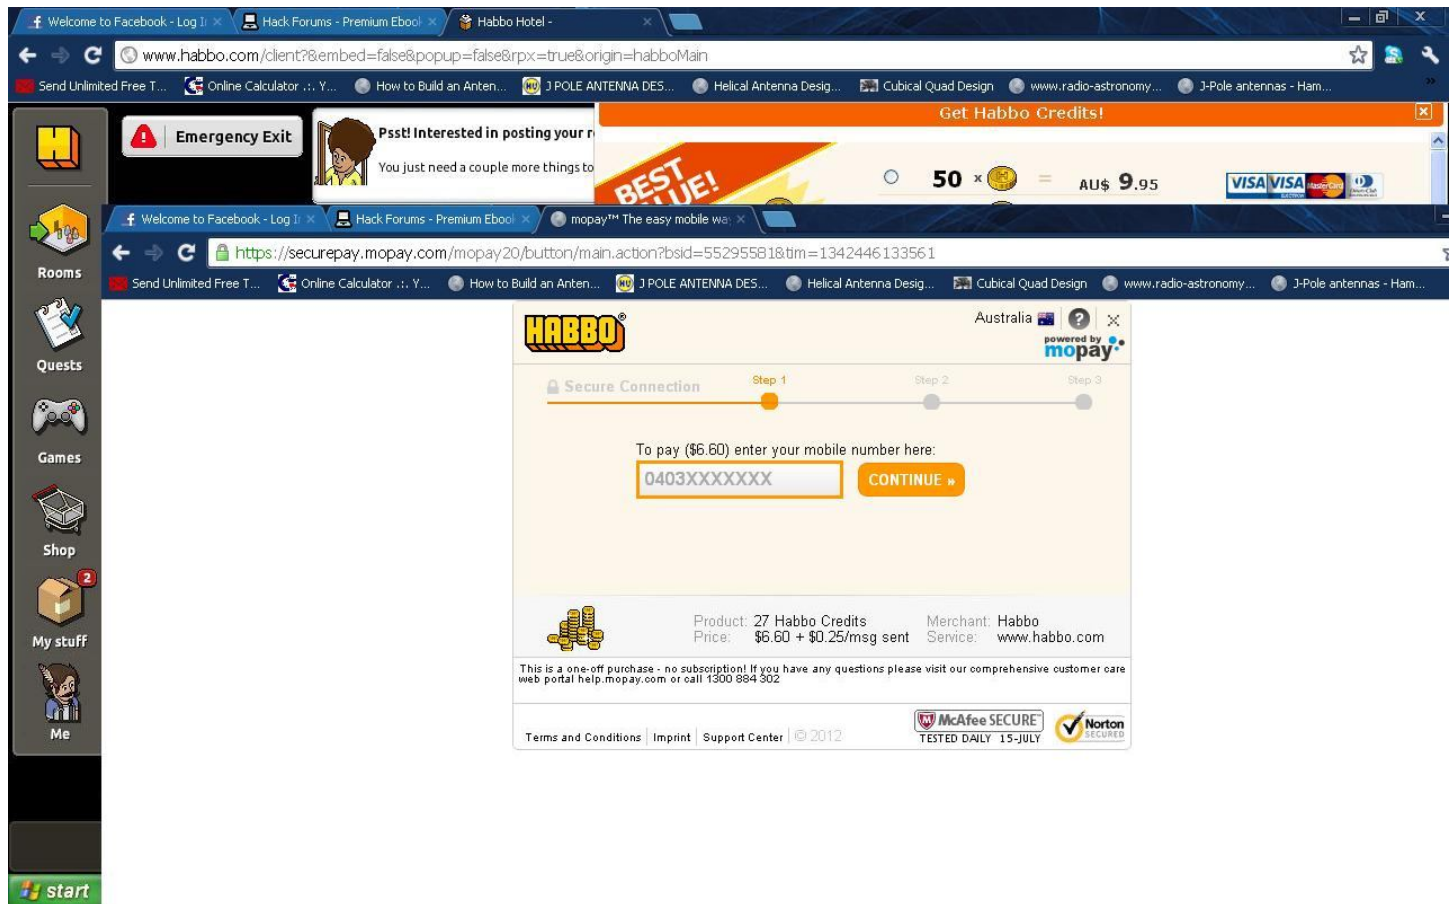 Welcome to Facebook - Log I
Hack Forums - Premium Ebool
Habbo Hotel -
www.habbo.com/client?&embed=false&popup=false&rpx=true&origin=habboMain
Send Unlimited Free T...
Online Calculator .:. Y...
How to Build an Anten...
J POLE ANTENNA DES...
Helical Antenna Desig...
Cubical Quad Design
www.radio-astronomy...
J-Pole antennas - Ham...
Emergency Exit
Psst! Interested in posting your r
You just need a couple more things to
Get Habbo Credits!
BEST
50 x = AU$ 9.95
VISA VISA MasterCard
Welcome to Facebook - Log I
Hack Forums - Premium Ebool
mopay™ The easy mobile wa
https://securepay.mopay.com/mopay20/button/main.action?bsid=55295581&tim=1342446133561
Send Unlimited Free T...
Online Calculator .:. Y...
How to Build an Anten...
J POLE ANTENNA DES...
Helical Antenna Desig...
Cubical Quad Design
www.radio-astronomy...
J-Pole antennas - Ham...
Rooms
Quests
Games
Shop
2
My stuff
Me
HABBO®
Australia ?
powered by
mopay
Secure Connection
Step 1
Step 2
Step 3
To pay ($6.60) enter your mobile number here:
0403XXXXXXX
CONTINUE »
Product: 27 Habbo Credits
Merchant: Habbo
Price: $6.60 + $0.25/msg sent
Service: www.habbo.com
This is a one-off purchase - no subscription! If you have any questions please visit our comprehensive customer care
web portal help.mopay.com or call 1300 884 302
Terms and Conditions | Imprint | Support Center | © 2012
McAfee SECURE
TESTED DAILY 15-JULY
Norton
SECURED
start